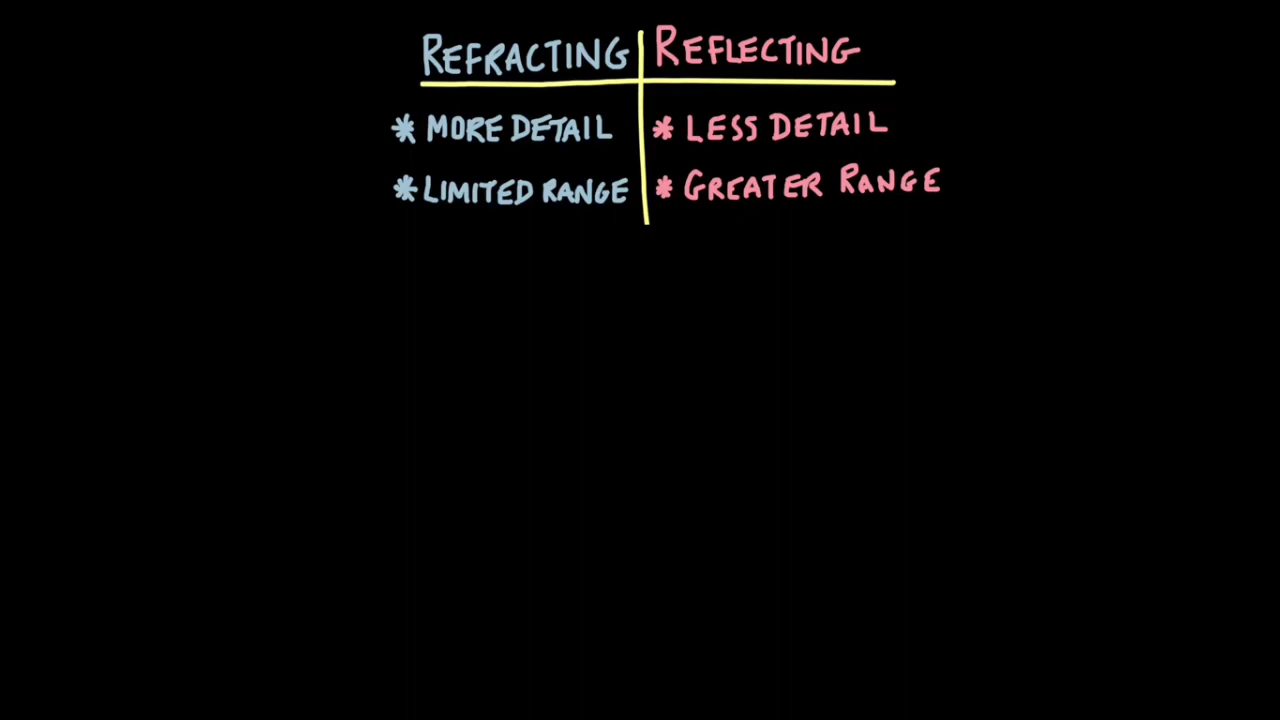 REFRACTING REFLECTING
* MORE DETAIL * LESS DETAIL
* LIMITED RANGE * GREATER RANGE